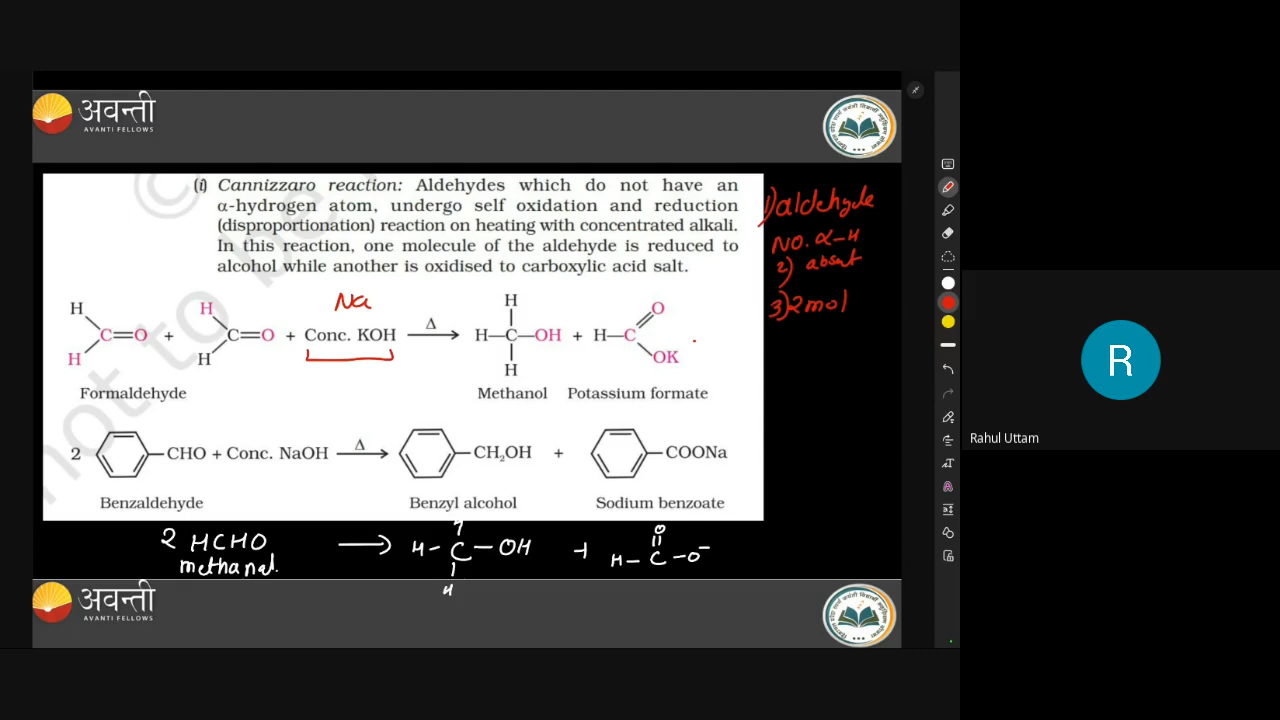 अवन्ती
AVANTI FELLOWS
(i) Cannizzaro reaction: Aldehydes which do not have an
α-hydrogen atom, undergo self oxidation and reduction
(disproportionation) reaction on heating with concentrated alkali.
In this reaction, one molecule of the aldehyde is reduced to
alcohol while another is oxidised to carboxylic acid salt.
1) aldehyde
NO. α-H
2) absent
3) 2 mol
Na
H H H O
C=O + C=O + Conc. KOH Δ H—C—OH + H—C
H H H OK
Formaldehyde Methanol Potassium formate
2 CHO + Conc. NaOH Δ CH₂OH + COONa
Benzaldehyde Benzyl alcohol Sodium benzoate
2 HCHO → H-C-OH + H-C-O⁻
O
methanal.
H
not to be
©
R
Rahul Uttam
अवन्ती
AVANTI FELLOWS